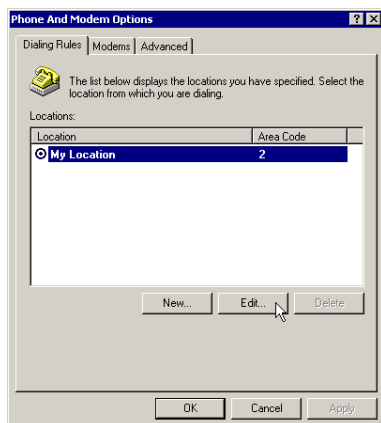 Phone And Modem Options
Dialing Rules Modems Advanced
The list below displays the locations you have specified. Select the
location from which you are dialing.
Locations:
Location Area Code
My Location 2
New... Edit... Delete
OK Cancel Apply